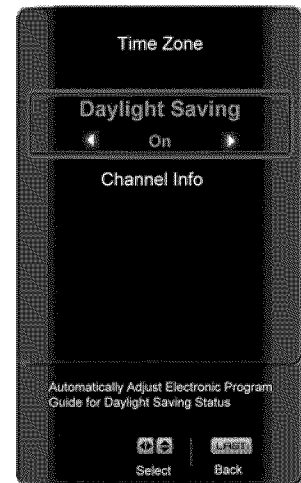 Time Zone
Daylight Saving
On
Channel Info
Automatically Adjust Electronic Program
Guide for Daylight Saving Status
LAST
Select Back